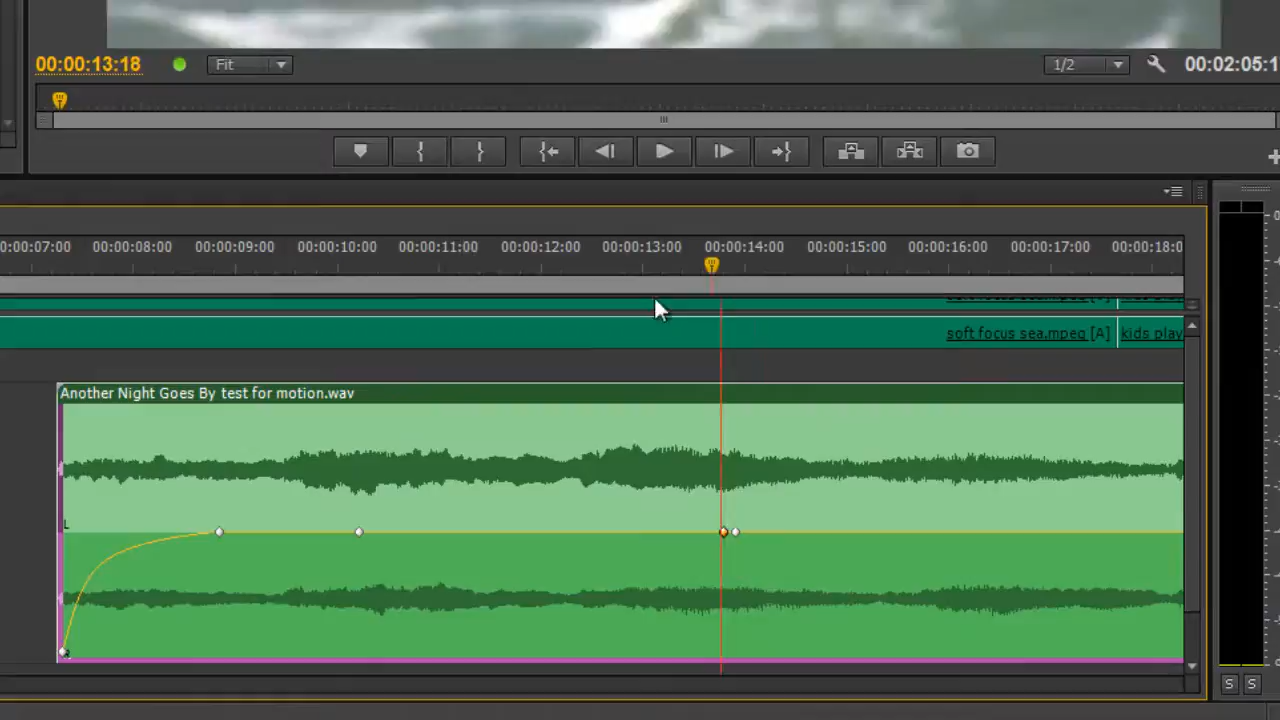 00:00:13:18
Fit
1/2
00:02:05:1
0:00:07:00 00:00:08:00 00:00:09:00 00:00:10:00 00:00:11:00 00:00:12:00 00:00:13:00 00:00:14:00 00:00:15:00 00:00:16:00 00:00:17:00 00:00:18:0
soft focus sea.mpeg [A] kids play
Another Night Goes By test for motion.wav
L
S S